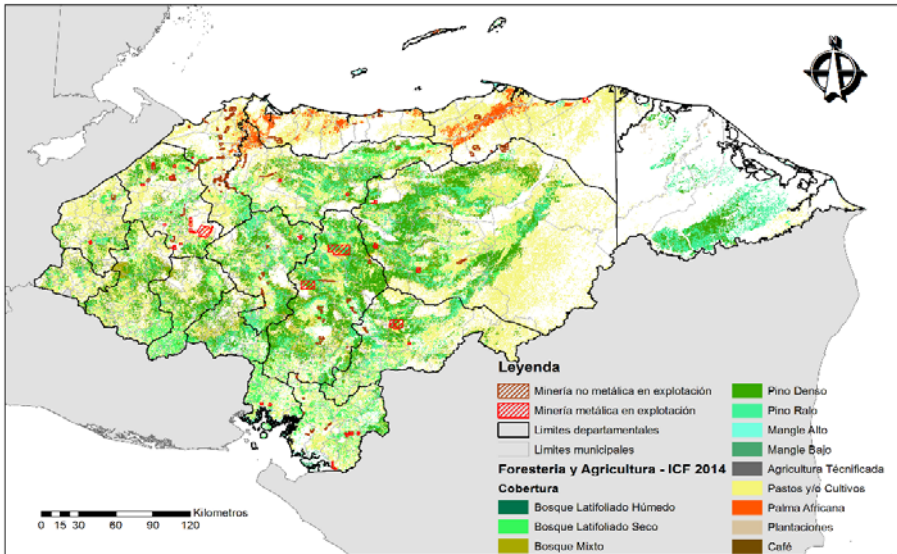 N
Leyenda
Minería no metálica en explotación
Minería metálica en explotación
Limites departamentales
Limites municipales
Foresteria y Agricultura - ICF 2014
Cobertura
Bosque Latifoliado Húmedo
Bosque Latifoliado Seco
Bosque Mixto
Pino Denso
Pino Ralo
Mangle Alto
Mangle Bajo
Agricultura Técnificada
Pastos y/o Cultivos
Palma Africana
Plantaciones
Café
Kilometros
0 15 30 60 90 120